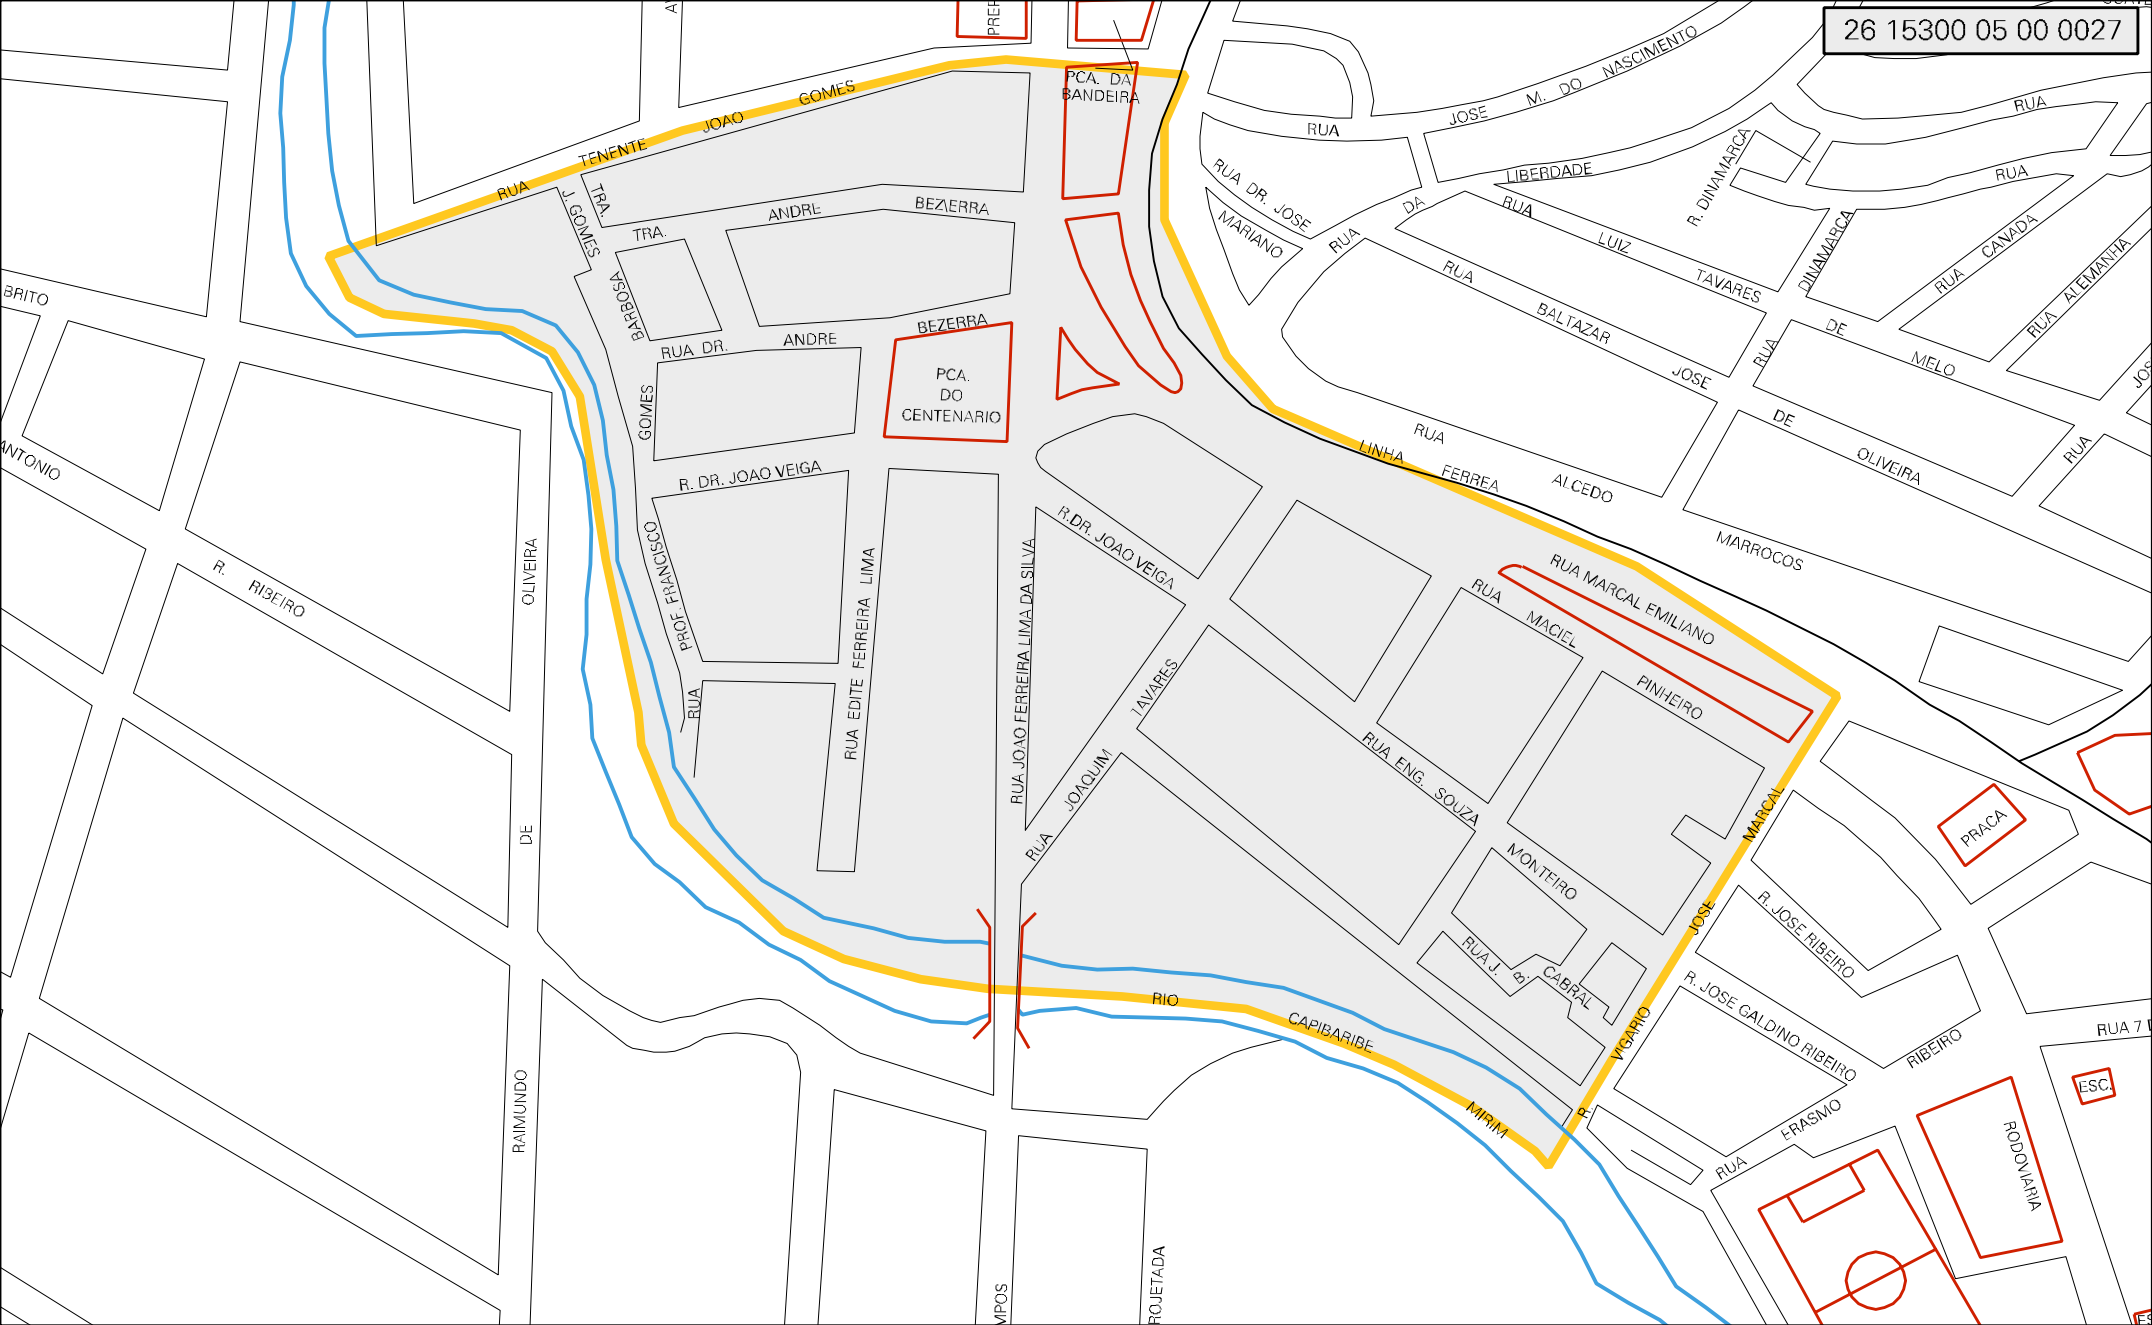 26 15300 05 00 0027
PCA. DA
BANDEIRA
RUA TENENTE JOAO GOMES
TRA.
J. GOMES
TRA. ANDRE BEZIERRA
BARBOSA
RUA DR. ANDRE BEZERRA
GOMES
PCA.
DO
CENTENARIO
R. DR. JOAO VEIGA
PROF. FRANCISCO
RUA
RUA EDITE FERREIRA LIMA
RUA JOAO FERREIRA LIMA DA SILVA
R.DR. JOAO VEIGA
RUA JOAQUIM TAVARES
RUA ENG. SOUZA
MONTEIRO
RUA MACIEL
PINHEIRO
RUA MARCAL EMILIANO
RUA J. B. CABRAL
R. VIGARIO JOSE MARCAL
RIO CAPIBARIBE MIRIM
LINHA FERREA
RUA JOSE M. DO NASCIMENTO
RUA DR. JOSE
MARIANO
RUA DA LIBERDADE
RUA LUIZ TAVARES
DE MELO
RUA BALTAZAR JOSE
DE OLIVEIRA
RUA ALCEDO
MARROCOS
R. DINAMARCA
RUA DINAMARCA
RUA
RUA
RUA CANADA
RUA ALEMANHA
RUA
BRITO
ANTONIO
R. RIBEIRO
RAIMUNDO DE OLIVEIRA
PRACA
R. JOSE RIBEIRO
R. JOSE GALDINO RIBEIRO
RUA ERASMO RIBEIRO
RUA 7
ESC.
RODOVIARIA
MPOS
ROJETADA